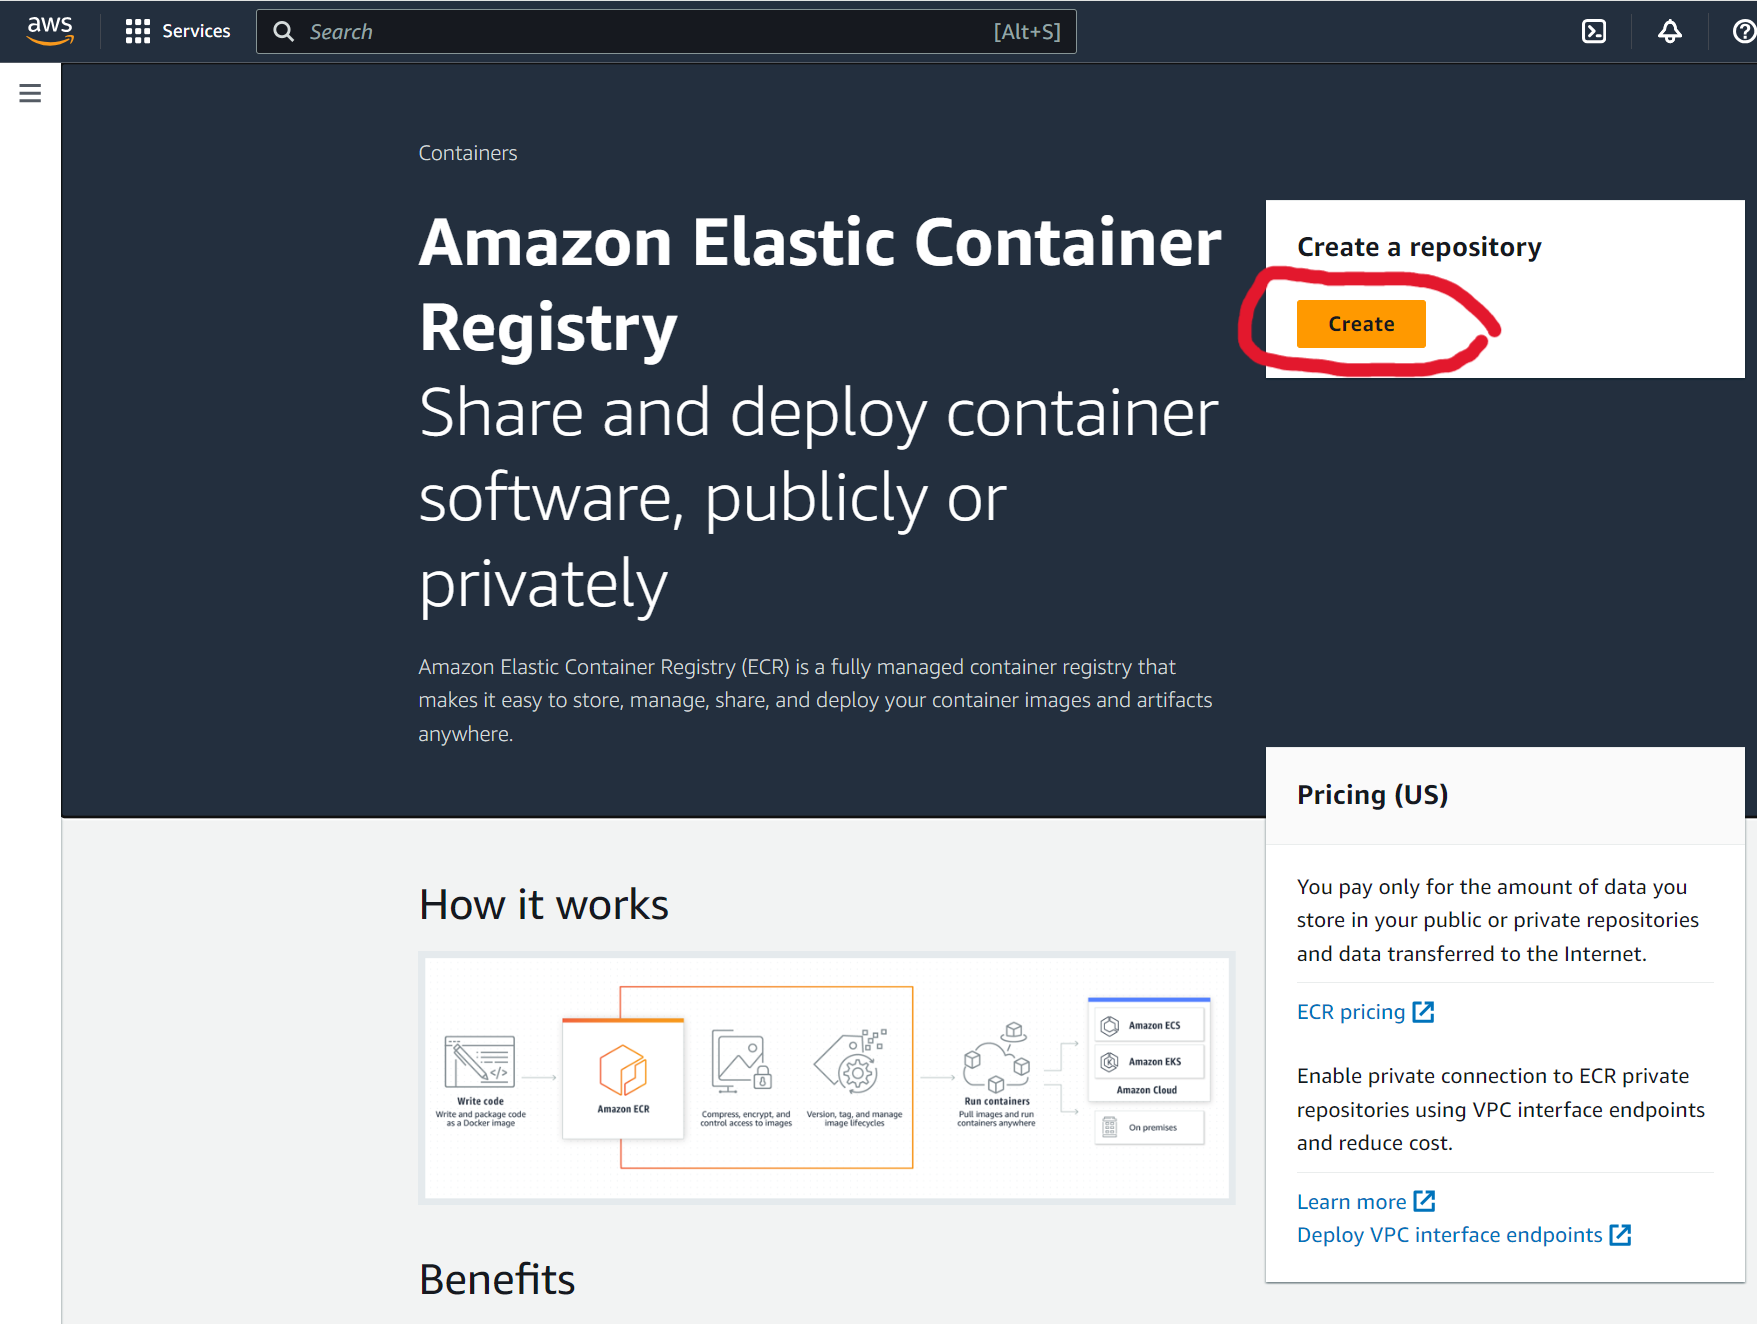 aws
Services
Search
[Alt+S]
Containers
Amazon Elastic Container
Registry
Share and deploy container
software, publicly or
privately
Amazon Elastic Container Registry (ECR) is a fully managed container registry that
makes it easy to store, manage, share, and deploy your container images and artifacts
anywhere.
Create a repository
Create
Pricing (US)
You pay only for the amount of data you
store in your public or private repositories
and data transferred to the Internet.
ECR pricing
Enable private connection to ECR private
repositories using VPC interface endpoints
and reduce cost.
Learn more
Deploy VPC interface endpoints
How it works
Write code
Write and package code
as a Docker image
Amazon ECR
Compress, encrypt, and
control access to images
Version, tag, and manage
image lifecycles
Run containers
Pull images and run
containers anywhere
Amazon ECS
Amazon EKS
Amazon Cloud
On premises
Benefits